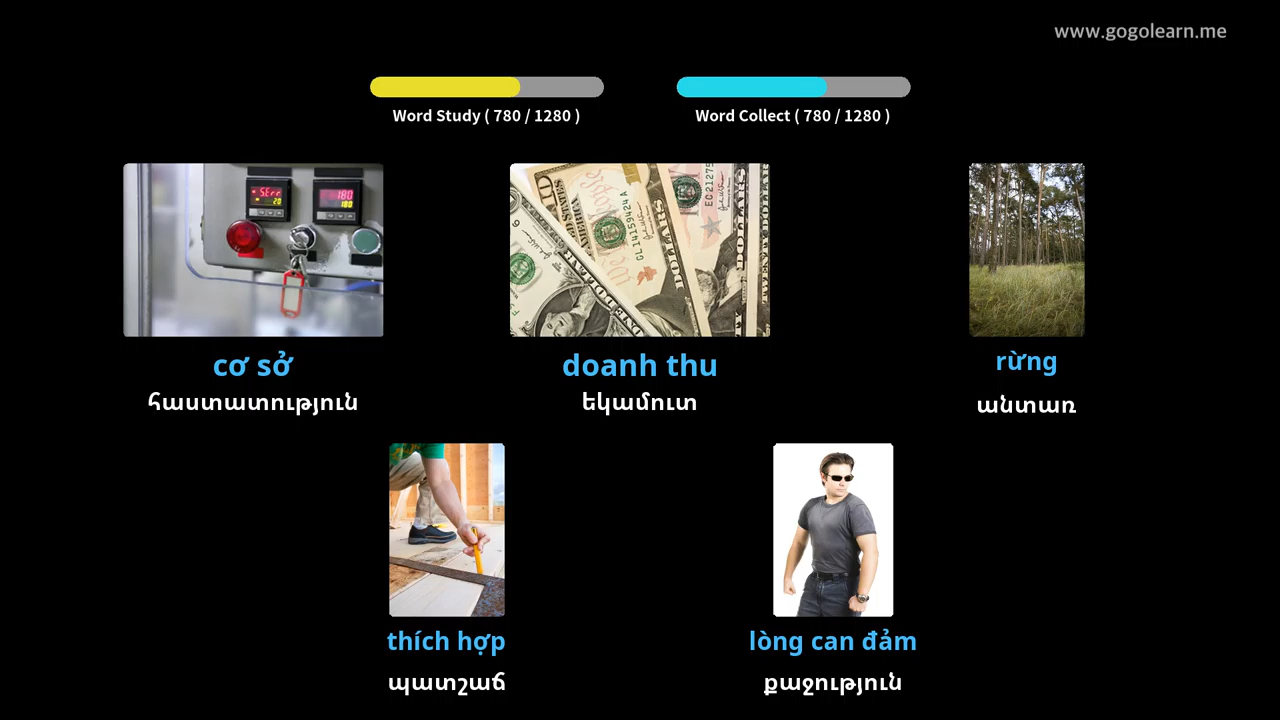 www.gogolearn.me
Word Study ( 780 / 1280 )
Word Collect ( 780 / 1280 )
cơ sở
հաստատություն
doanh thu
եկամուտ
rừng
անտառ
thích hợp
պատշաճ
lòng can đảm
քաջություն